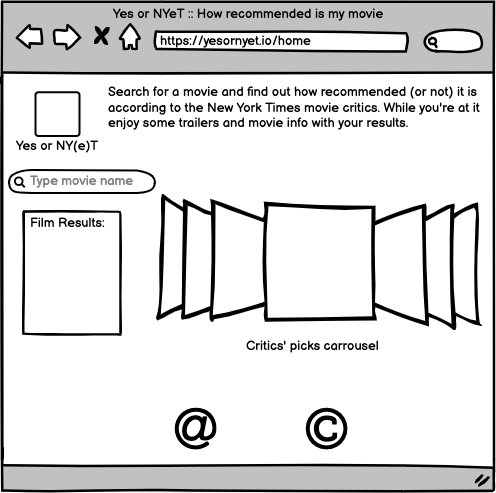 Yes or NYeT :: How recommended is my movie
https://yesornyet.io/home
Search for a movie and find out how recommended (or not) it is
according to the New York Times movie critics. While you're at it
enjoy some trailers and movie info with your results.
Yes or NY(e)T
Type movie name
Film Results:
Critics' picks carrousel
@ ©